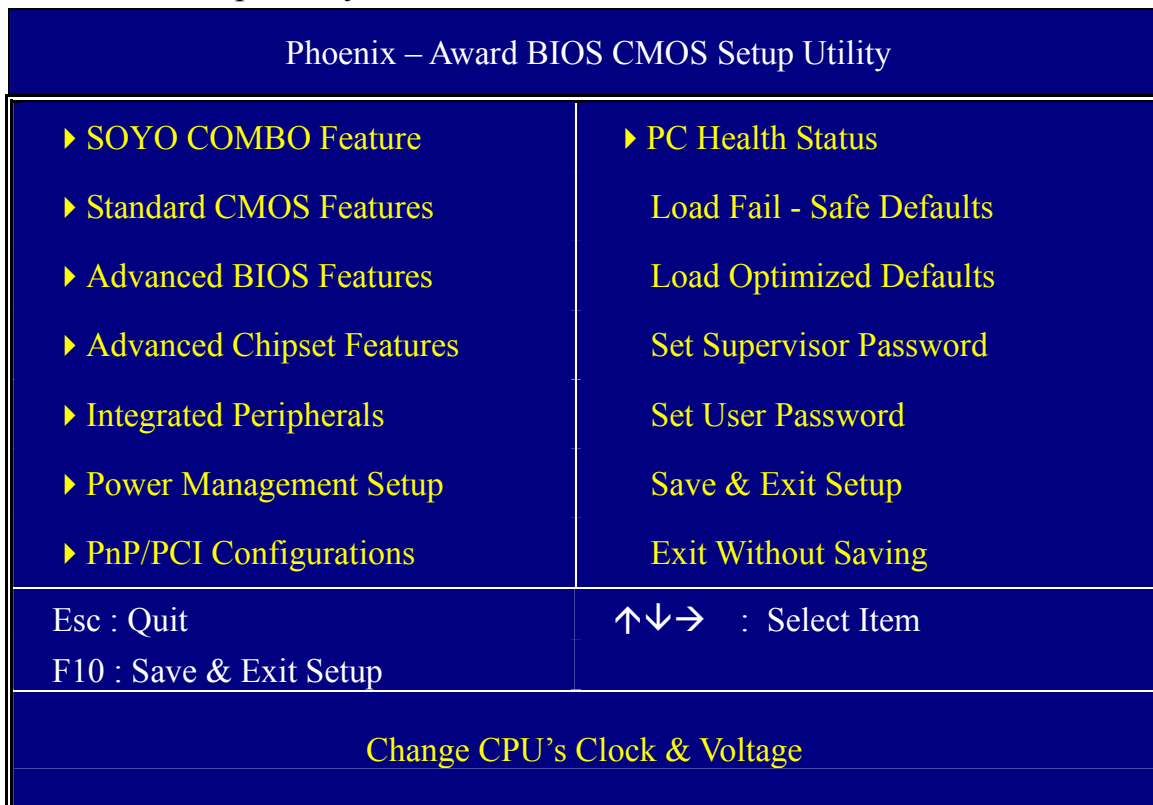 Phoenix – Award BIOS CMOS Setup Utility
SOYO COMBO Feature
Standard CMOS Features
Advanced BIOS Features
Advanced Chipset Features
Integrated Peripherals
Power Management Setup
PnP/PCI Configurations
PC Health Status
Load Fail - Safe Defaults
Load Optimized Defaults
Set Supervisor Password
Set User Password
Save & Exit Setup
Exit Without Saving
Esc : Quit
F10 : Save & Exit Setup
↑↓→ : Select Item
Change CPU’s Clock & Voltage